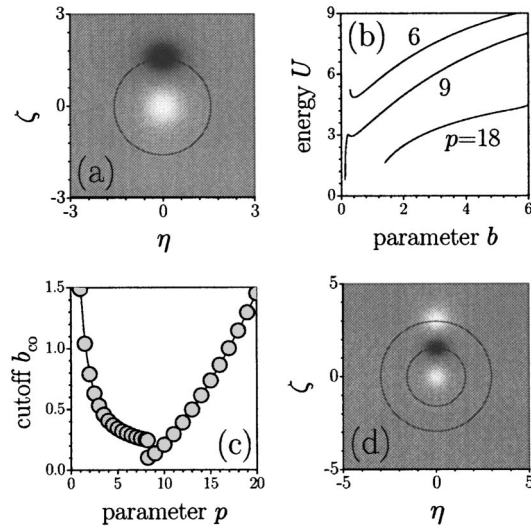 3
0
-3
ζ
(a)
-3 0 3
η
9
6
3
0
energy U
(b)
6
9
p=18
0 2 4 6
parameter b
1.5
1.0
0.5
0.0
cutoff b_co
(c)
0 5 10 15 20
parameter p
5
0
-5
ζ
(d)
-5 0 5
η